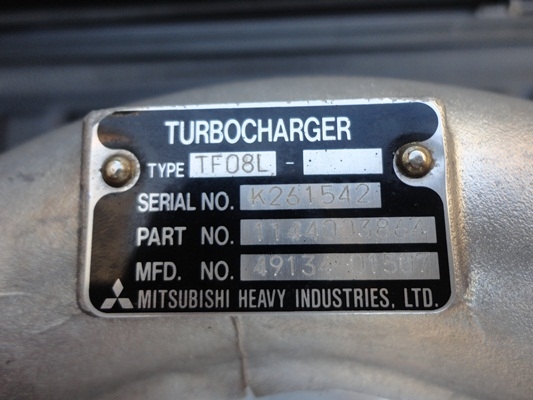 TURBOCHARGER
TYPE TF08L -
SERIAL NO. K261542
PART NO.
MFD. NO.
MITSUBISHI HEAVY INDUSTRIES, LTD.